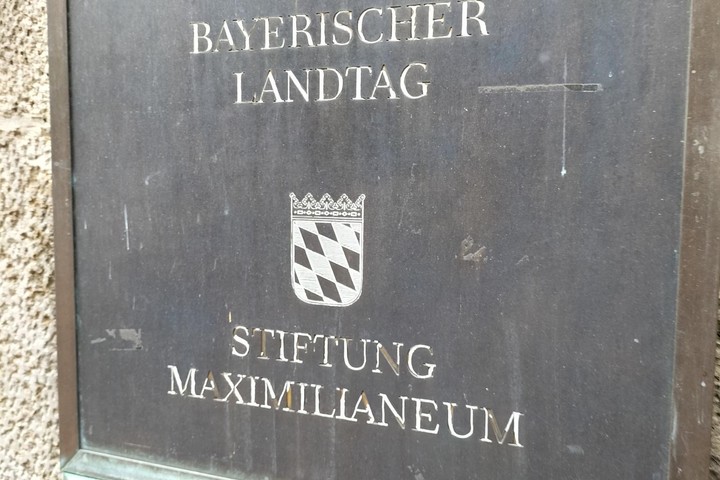 BAYERISCHER
LANDTAG
STIFTUNG
MAXIMILIANEUM